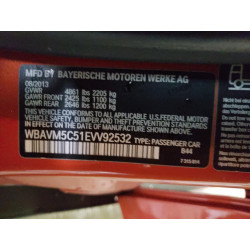 MFD BY BAYERISCHE MOTOREN WERKE AG
08/2013
GVWR 4861 lbs 2205 kg
GAWR FRONT 2425 lbs 1100 kg
GAWR REAR 2646 lbs 1200 kg
THIS VEHICLE CONFORMS TO ALL APPLICABLE U.S. FEDERAL MOTOR
VEHICLE SAFETY, BUMPER, AND THEFT PREVENTION STANDARDS
IN EFFECT ON THE DATE OF MANUFACTURE SHOWN ABOVE.
WBAVM5C51EVV92532 TYPE: PASSENGER CAR
B44